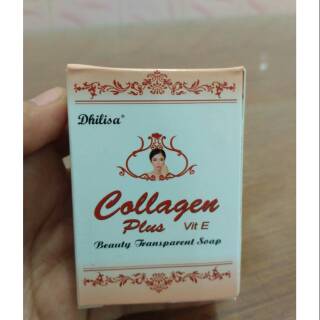 Dhilisa®
Collagen
Plus Vit E
Beauty Transparent Soap